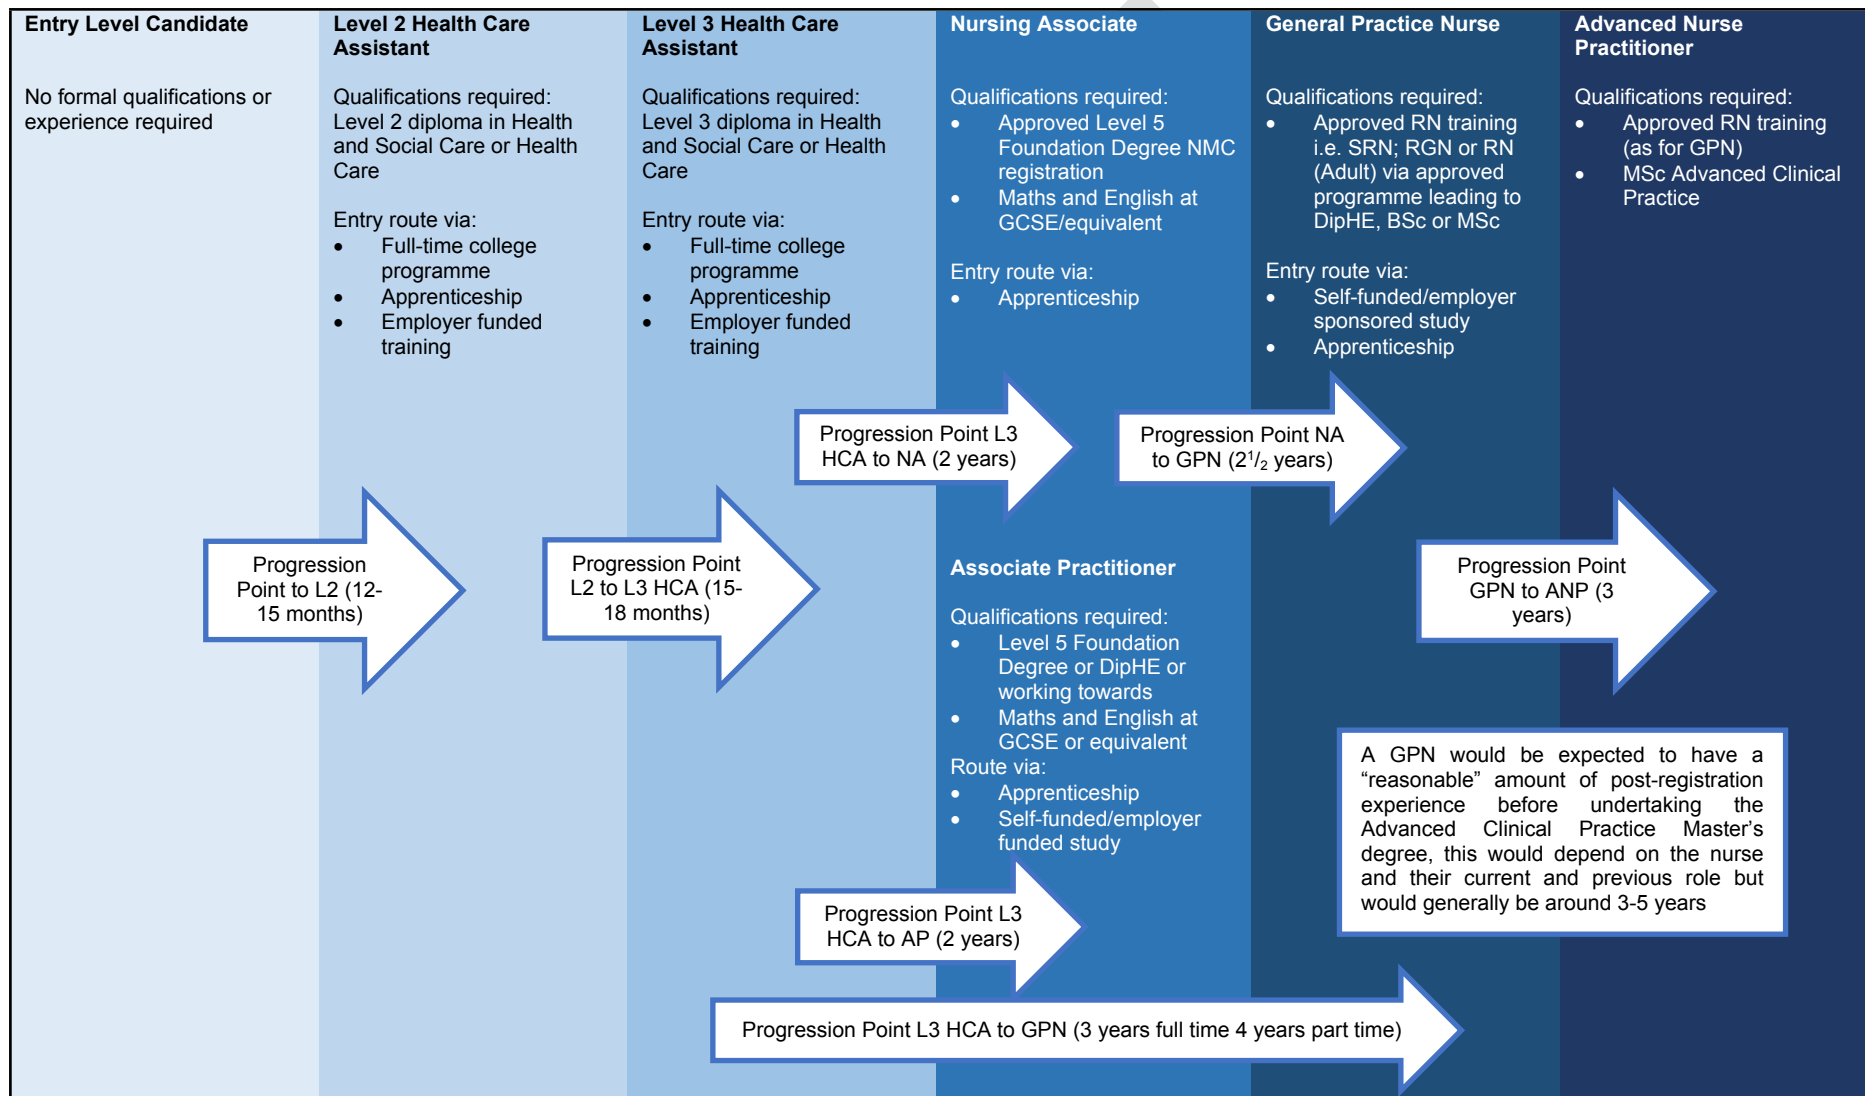 Entry Level Candidate
No formal qualifications or
experience required
Level 2 Health Care
Assistant
Qualifications required:
Level 2 diploma in Health
and Social Care or Health
Care
Entry route via:
• Full-time college
programme
• Apprenticeship
• Employer funded
training
Level 3 Health Care
Assistant
Qualifications required:
Level 3 diploma in Health
and Social Care or Health
Care
Entry route via:
• Full-time college
programme
• Apprenticeship
• Employer funded
training
Nursing Associate
Qualifications required:
• Approved Level 5
Foundation Degree NMC
registration
• Maths and English at
GCSE/equivalent
Entry route via:
• Apprenticeship
General Practice Nurse
Qualifications required:
• Approved RN training
i.e. SRN; RGN or RN
(Adult) via approved
programme leading to
DipHE, BSc or MSc
Entry route via:
• Self-funded/employer
sponsored study
• Apprenticeship
Advanced Nurse
Practitioner
Qualifications required:
• Approved RN training
(as for GPN)
• MSc Advanced Clinical
Practice
Progression Point L3
HCA to NA (2 years)
Progression Point NA
to GPN (2 1/2 years)
Progression
Point to L2 (12-
15 months)
Progression Point
L2 to L3 HCA (15-
18 months)
Associate Practitioner
Qualifications required:
• Level 5 Foundation
Degree or DipHE or
working towards
• Maths and English at
GCSE or equivalent
Route via:
• Apprenticeship
• Self-funded/employer
funded study
Progression Point
GPN to ANP (3
years)
A GPN would be expected to have a
“reasonable” amount of post-registration
experience before undertaking the
Advanced Clinical Practice Master’s
degree, this would depend on the nurse
and their current and previous role but
would generally be around 3-5 years
Progression Point L3
HCA to AP (2 years)
Progression Point L3 HCA to GPN (3 years full time 4 years part time)